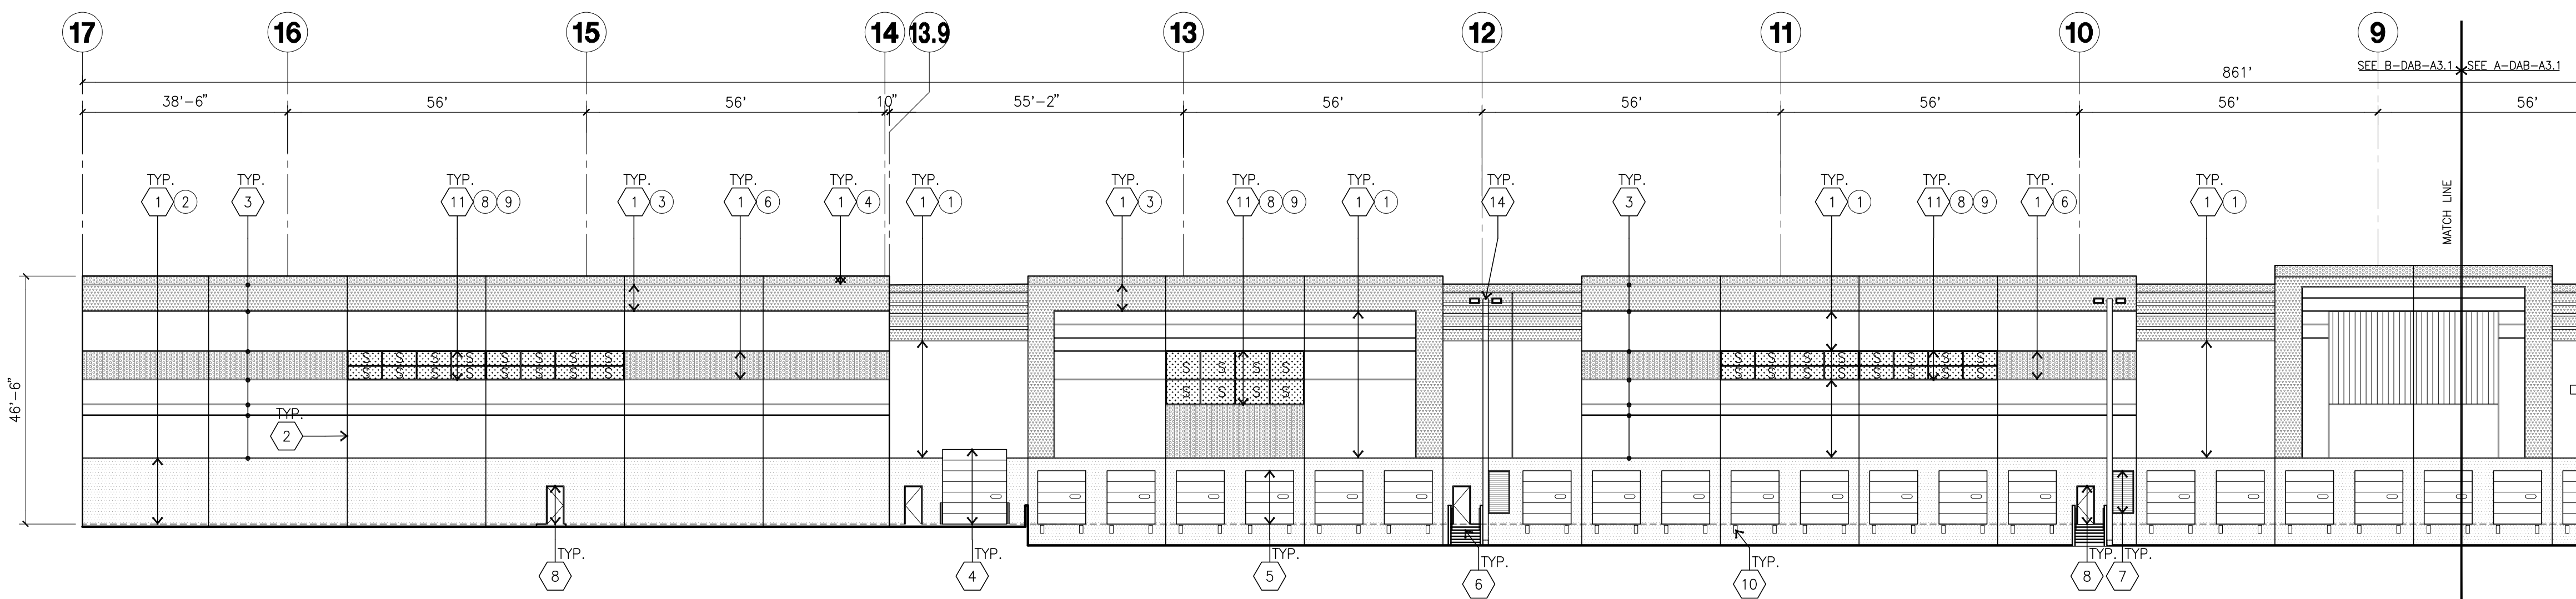 17 16 15 14 13.9 13 12 11 10 9
SEE B-DAB-A3.1 SEE A-DAB-A3.1
861'
38'-6" 56' 56' 10" 55'-2" 56' 56' 56' 56' 56'
TYP. TYP. TYP. TYP. TYP. TYP. TYP. TYP. TYP. TYP. TYP. TYP. TYP. TYP. TYP. TYP.
1 2 3 11 8 9 1 3 1 6 1 4 1 1 1 3 11 8 9 1 1 14 3 1 1 11 8 9 1 6 1 1
MATCH LINE
S S S S S S S S S S S S S S S S S S S S
S S S S S S S S S S S S S S S S S S S S
46'-6"
TYP.
2
TYP. TYP. TYP. TYP. TYP. TYP. TYP.
8 4 5 6 10 8 7